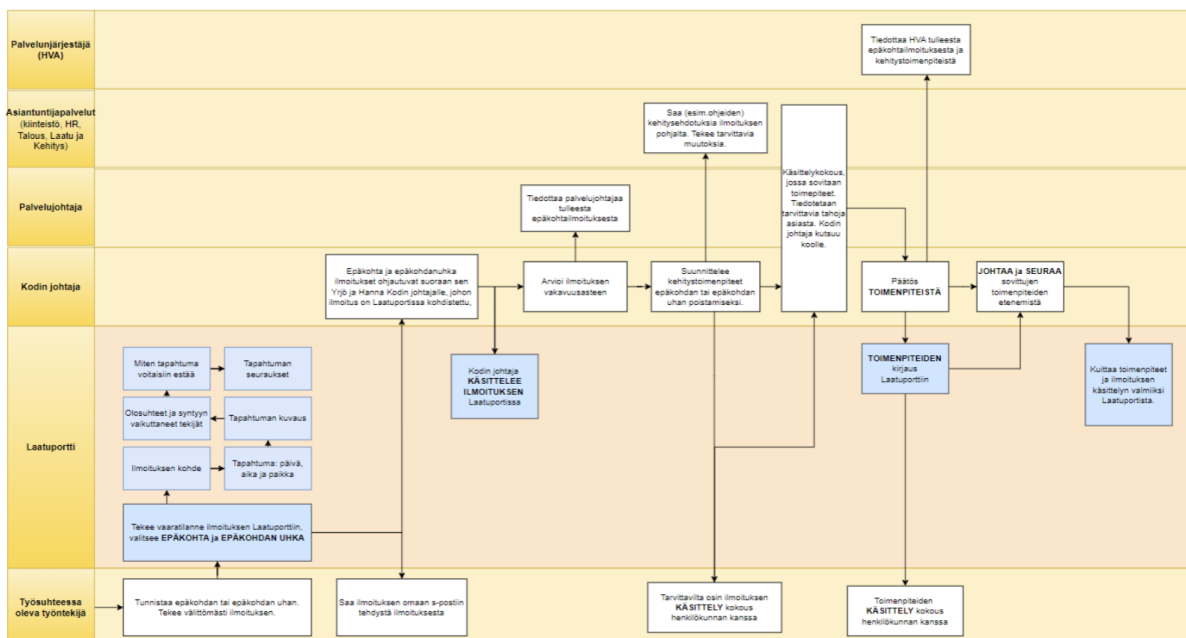 Palvelunjärjestäjä
(HVA)
Tiedottaa HVA tulleesta
epäkohtailmoituksesta ja
kehitystoimenpiteistä
Asiantuntijapalvelut
(kiinteistö, HR,
Talous, Laatu ja
Kehitys)
Saa (esim.ohjeiden)
kehitysehdotuksia ilmoituksen
pohjalta. Tekee tarvittavia
muutoksia.
Käsittelykokous,
jossa sovitaan
toimepiteet.
Tiedotetaan
tarvittavia tahoja
asiasta. Kodin
johtaja kutsuu
koolle.
Palvelujohtaja
Tiedottaa palvelujohtajaa
tulleesta
epäkohtailmoituksesta
Kodin johtaja
Epäkohta ja epäkohdanuhka
ilmoitukset ohjautuvat suoraan sen
Yrjö ja Hanna Kodin johtajalle, johon
ilmoitus on Laatuportissa kohdistettu,
Arvioi ilmoituksen
vakavuusasteen
Suunnittelee
kehitystoimenpiteet
epäkohdan tai epäkohdan
uhan poistamiseksi.
Päätös
TOIMENPITEISTÄ
JOHTAA ja SEURAA
sovittujen
toimenpiteiden
etenemistä
Laatuportti
Miten tapahtuma
voitaisiin estää
Tapahtuman
seuraukset
Olosuhteet ja syntyyn
vaikuttaneet tekijät
Tapahtuman kuvaus
Ilmoituksen kohde
Tapahtuma: päivä,
aika ja paikka
Tekee vaaratilanne ilmoituksen Laatuporttiin,
valitsee EPÄKOHTA ja EPÄKOHDAN UHKA
Kodin johtaja
KÄSITTELEE
ILMOITUKSEN
Laatuportissa
TOIMENPITEIDEN
kirjaus
Laatuporttiin
Kuittaa toimenpiteet
ja ilmoituksen
käsittelyn valmiiksi
Laatuportista.
Työsuhteessa
oleva työntekijä
Tunnistaa epäkohdan tai epäkohdan uhan.
Tekee välittömästi ilmoituksen.
Saa ilmoituksen omaan s-postiin
tehdystä ilmoituksesta
Tarvittavilta osin ilmoituksen
KÄSITTELY kokous
henkilökunnan kanssa
Toimenpiteiden
KÄSITTELY kokous
henkilökunnan kanssa